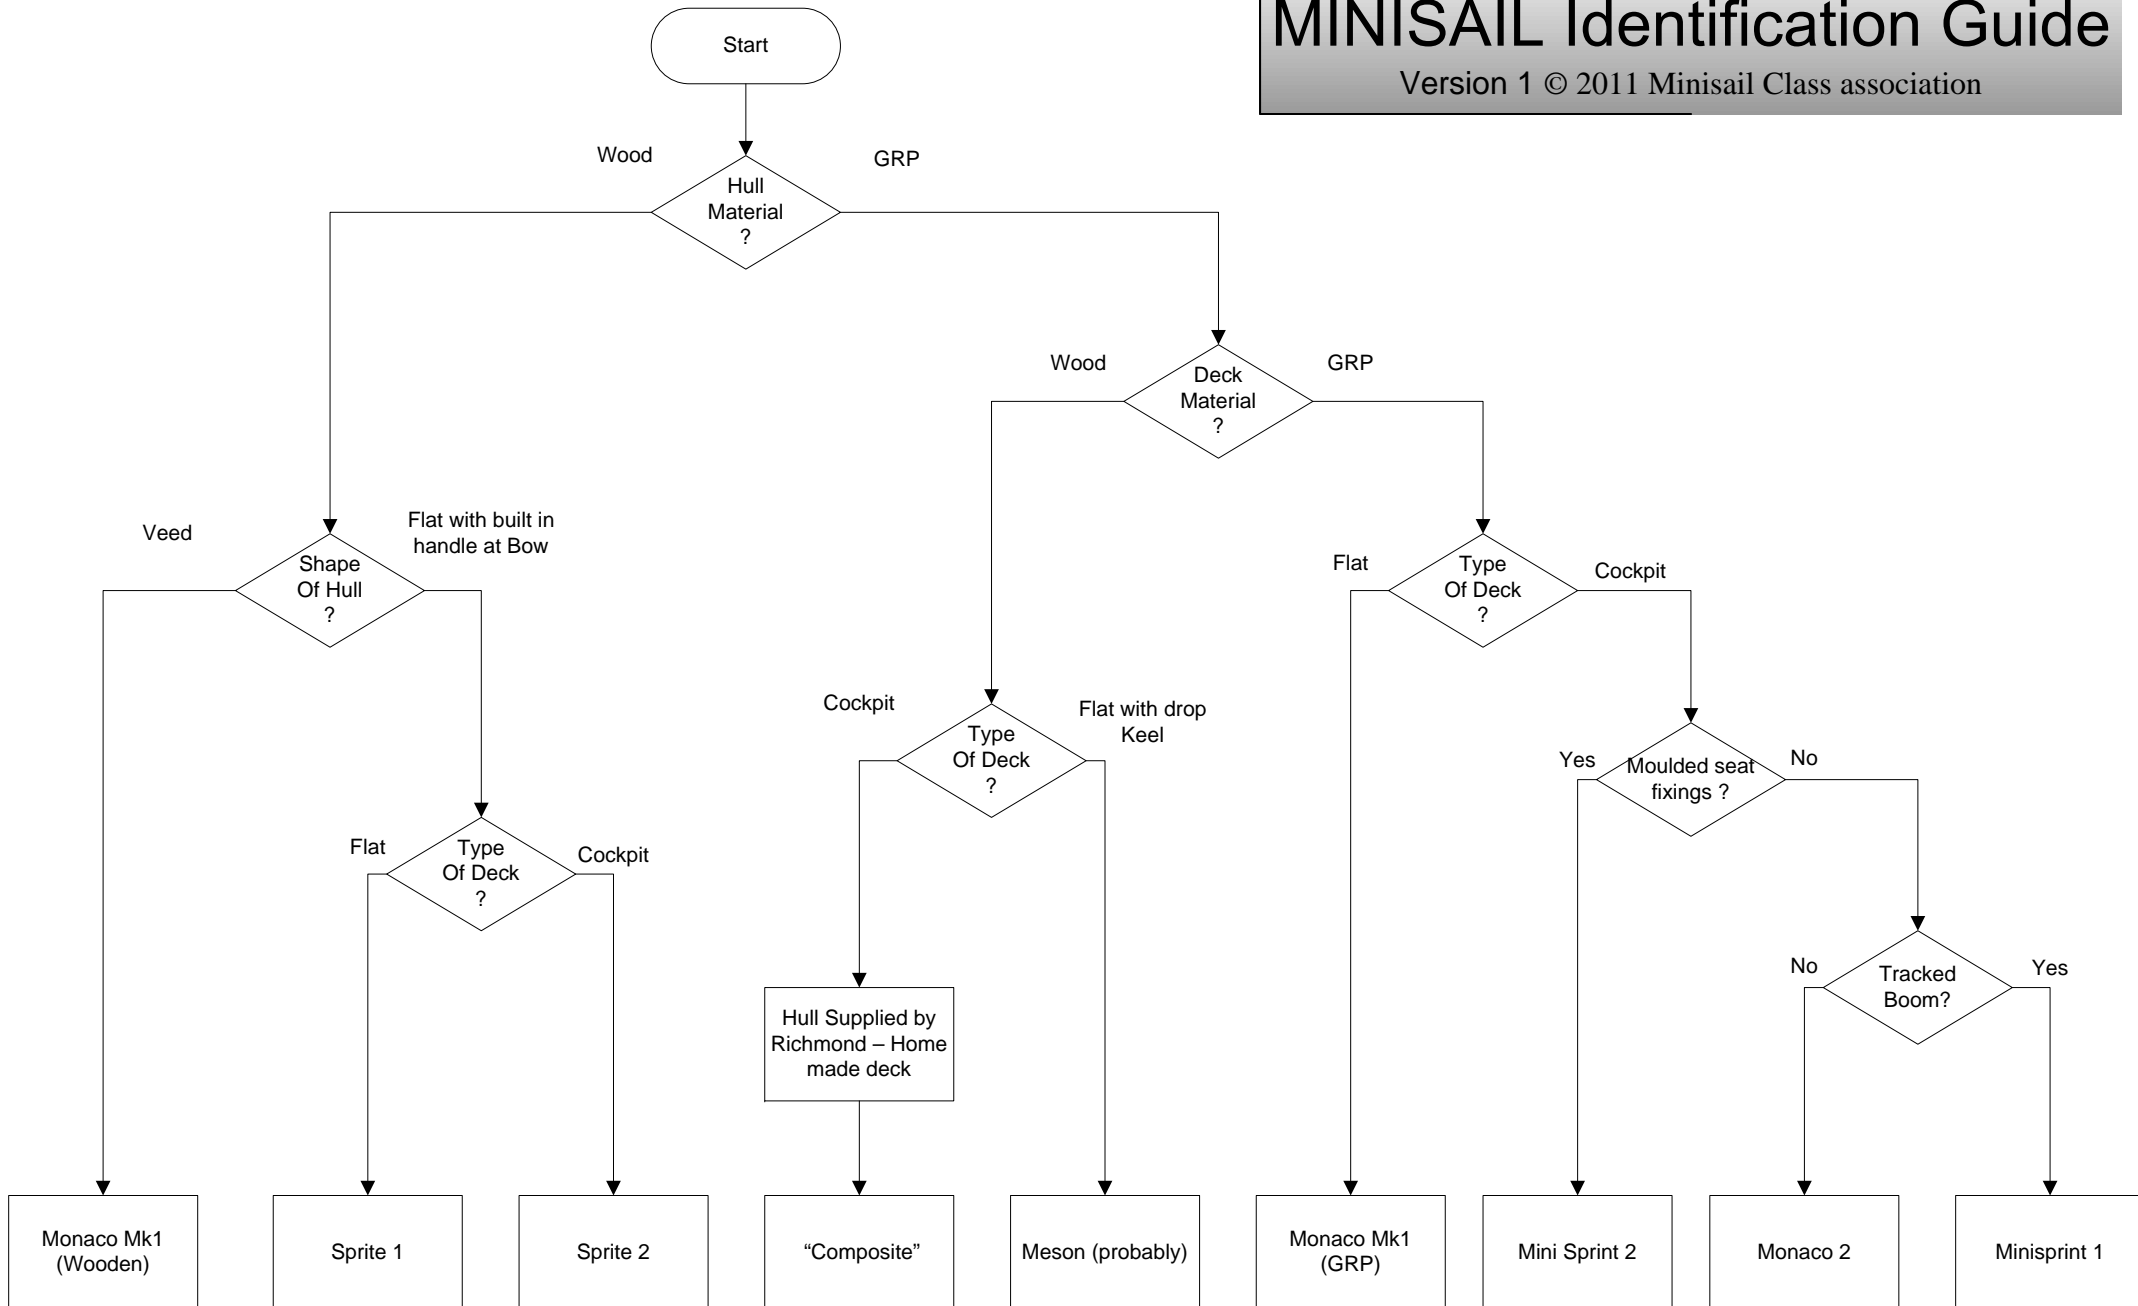 MINISAIL Identification Guide
Version 1 © 2011 Minisail Class association
Start
Wood
GRP
Hull
Material
?
Wood
GRP
Deck
Material
?
Veed
Flat with built in
handle at Bow
Shape
Of Hull
?
Flat
Cockpit
Type
Of Deck
?
Cockpit
Flat with drop
Keel
Type
Of Deck
?
Yes
No
Moulded seat
fixings ?
Flat
Cockpit
Type
Of Deck
?
No
Yes
Tracked
Boom?
Hull Supplied by
Richmond – Home
made deck
Monaco Mk1
(Wooden)
Sprite 1
Sprite 2
“Composite”
Meson (probably)
Monaco Mk1
(GRP)
Mini Sprint 2
Monaco 2
Minisprint 1